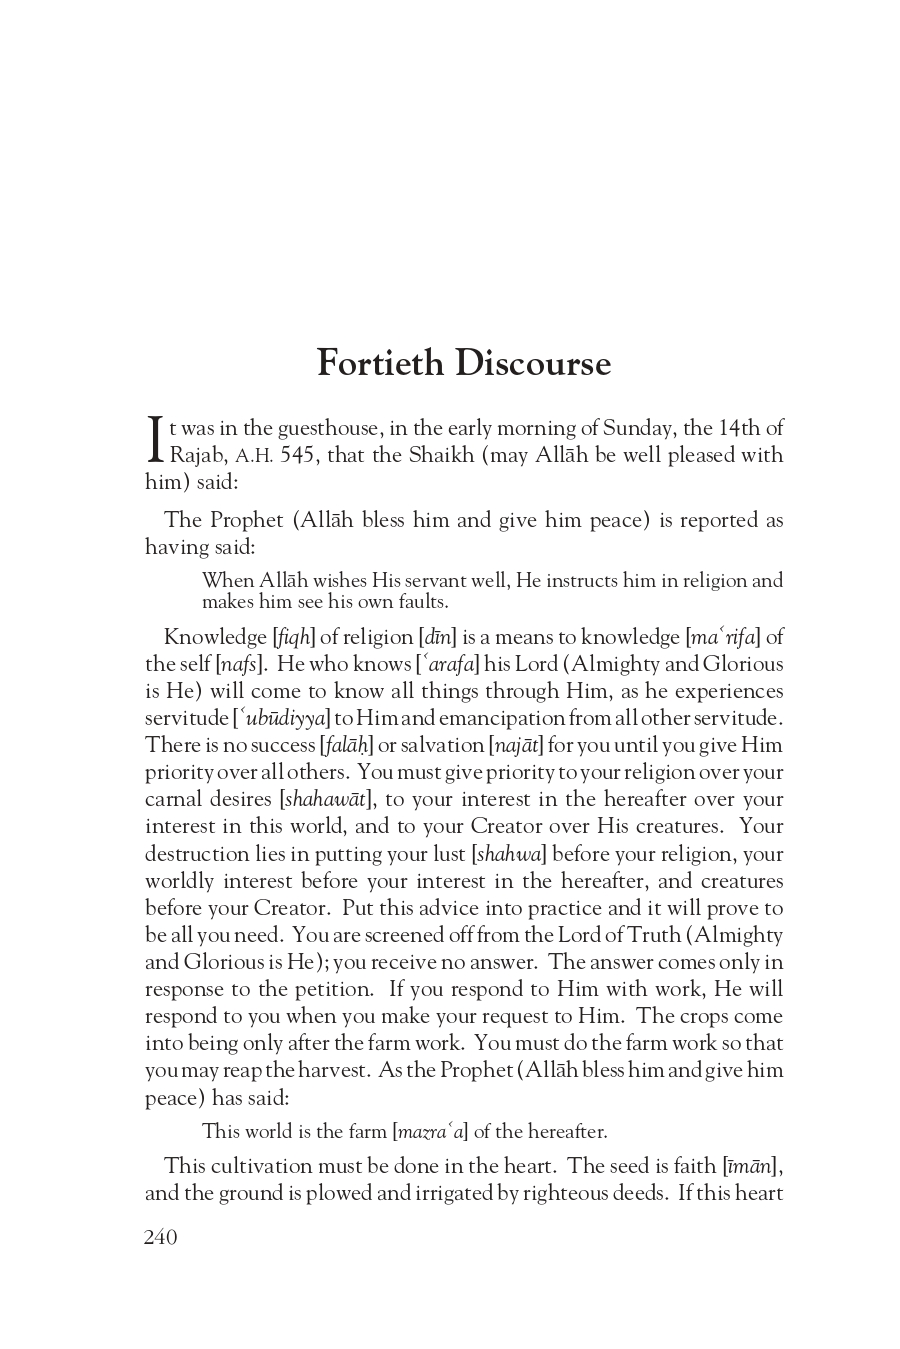 Fortieth Discourse
It was in the guesthouse, in the early morning of Sunday, the 14th of
Rajab, A.H. 545, that the Shaikh (may Allāh be well pleased with
him) said:
The Prophet (Allāh bless him and give him peace) is reported as
having said:
When Allāh wishes His servant well, He instructs him in religion and
makes him see his own faults.
Knowledge [fiqh] of religion [dīn] is a means to knowledge [maʿrifa] of
the self [nafs]. He who knows [ʿarafa] his Lord (Almighty and Glorious
is He) will come to know all things through Him, as he experiences
servitude [ʿubūdiyya] to Him and emancipation from all other servitude.
There is no success [falāḥ] or salvation [najāt] for you until you give Him
priority over all others. You must give priority to your religion over your
carnal desires [shahawāt], to your interest in the hereafter over your
interest in this world, and to your Creator over His creatures. Your
destruction lies in putting your lust [shahwa] before your religion, your
worldly interest before your interest in the hereafter, and creatures
before your Creator. Put this advice into practice and it will prove to
be all you need. You are screened off from the Lord of Truth (Almighty
and Glorious is He); you receive no answer. The answer comes only in
response to the petition. If you respond to Him with work, He will
respond to you when you make your request to Him. The crops come
into being only after the farm work. You must do the farm work so that
you may reap the harvest. As the Prophet (Allāh bless him and give him
peace) has said:
This world is the farm [mazraʿa] of the hereafter.
This cultivation must be done in the heart. The seed is faith [īmān],
and the ground is plowed and irrigated by righteous deeds. If this heart
240